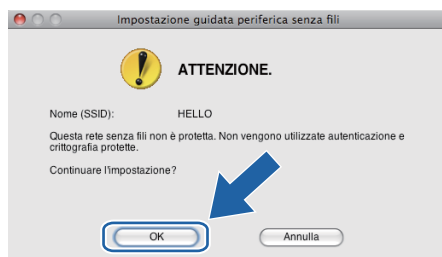 Impostazione guidata periferica senza fili
ATTENZIONE.
Nome (SSID): HELLO
Questa rete senza fili non è protetta. Non vengono utilizzate autenticazione e
crittografia protette.
Continuare l'impostazione?
OK Annulla